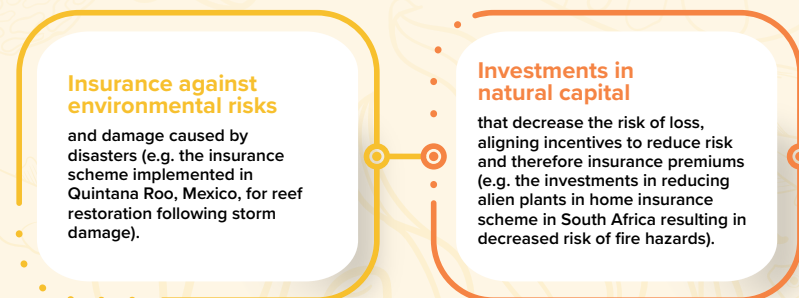 Insurance against
environmental risks
and damage caused by
disasters (e.g. the insurance
scheme implemented in
Quintana Roo, Mexico, for reef
restoration following storm
damage).
Investments in
natural capital
that decrease the risk of loss,
aligning incentives to reduce risk
and therefore insurance premiums
(e.g. the investments in reducing
alien plants in home insurance
scheme in South Africa resulting in
decreased risk of fire hazards).